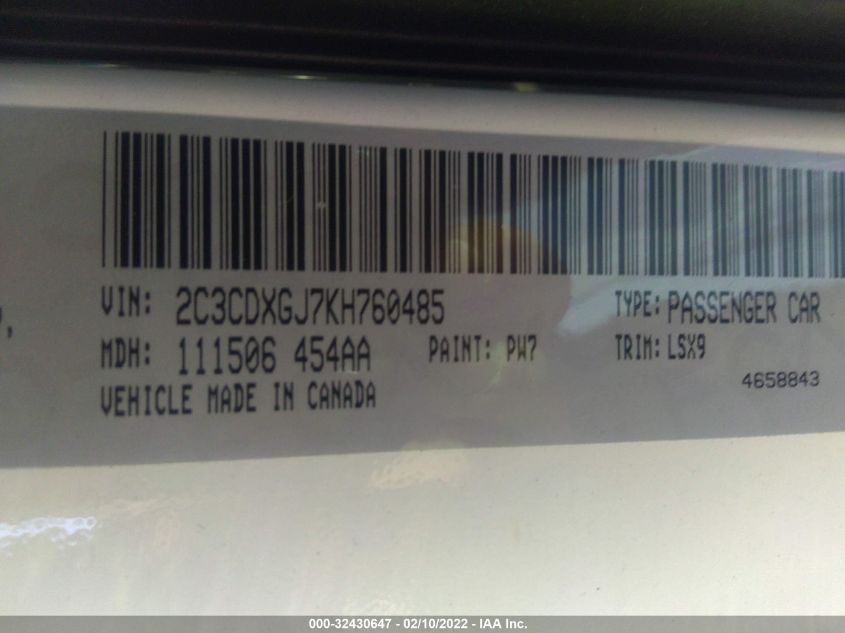 VIN: 2C3CDXGJ7KH760485 TYPE: PASSENGER CAR
MDH: 111506 454AA PAINT: PW7 TRIM: LSX9
4658843
VEHICLE MADE IN CANADA
000-32430647 - 02/10/2022 - IAA Inc.